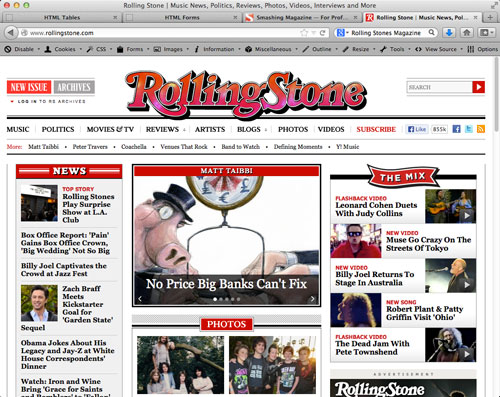 Rolling Stone | Music News, Politics, Reviews, Photos, Videos, Interviews and More
HTML Tables
HTML Forms
Smashing Magazine — For Prof...
Rolling Stone | Music News, Pol...
www.rollingstone.com
Rolling Stones Magazine
Disable
Cookies
CSS
Forms
Images
Information
Miscellaneous
Outline
Resize
Tools
View Source
Options
NEW ISSUE
ARCHIVES
LOG IN TO RS ARCHIVES
RollingStone
SEARCH
MUSIC
POLITICS
MOVIES & TV
REVIEWS
ARTISTS
BLOGS
PHOTOS
VIDEOS
SUBSCRIBE
Like
855k
More:
Matt Taibbi
Peter Travers
Coachella
Venues That Rock
Band to Watch
Defining Moments
Y! Music
NEWS
TOP STORY
Rolling Stones
Play Surprise
Show at L.A.
Club
Box Office Report: 'Pain'
Gains Box Office Crown,
'Big Wedding' Not So Big
Billy Joel Captivates the
Crowd at Jazz Fest
Zach Braff
Meets
Kickstarter
Goal for
'Garden State'
Sequel
Obama Jokes About His
Legacy and Jay-Z at White
House Correspondents'
Dinner
Watch: Iron and Wine
Bring 'Grace for Saints
and Ramblers' to 'Fallon'
MATT TAIBBI
No Price Big Banks Can't Fix
PHOTOS
THE MIX
FLASHBACK VIDEO
Leonard Cohen Duets
With Judy Collins
NEW VIDEO
Muse Go Crazy On The
Streets Of Tokyo
NEW VIDEO
Billy Joel Returns To
Stage In Australia
NEW SONG
Robert Plant & Patty
Griffin Visit 'Ohio'
FLASHBACK VIDEO
The Dead Jam With
Pete Townshend
ADVERTISEMENT
Rolling Stone